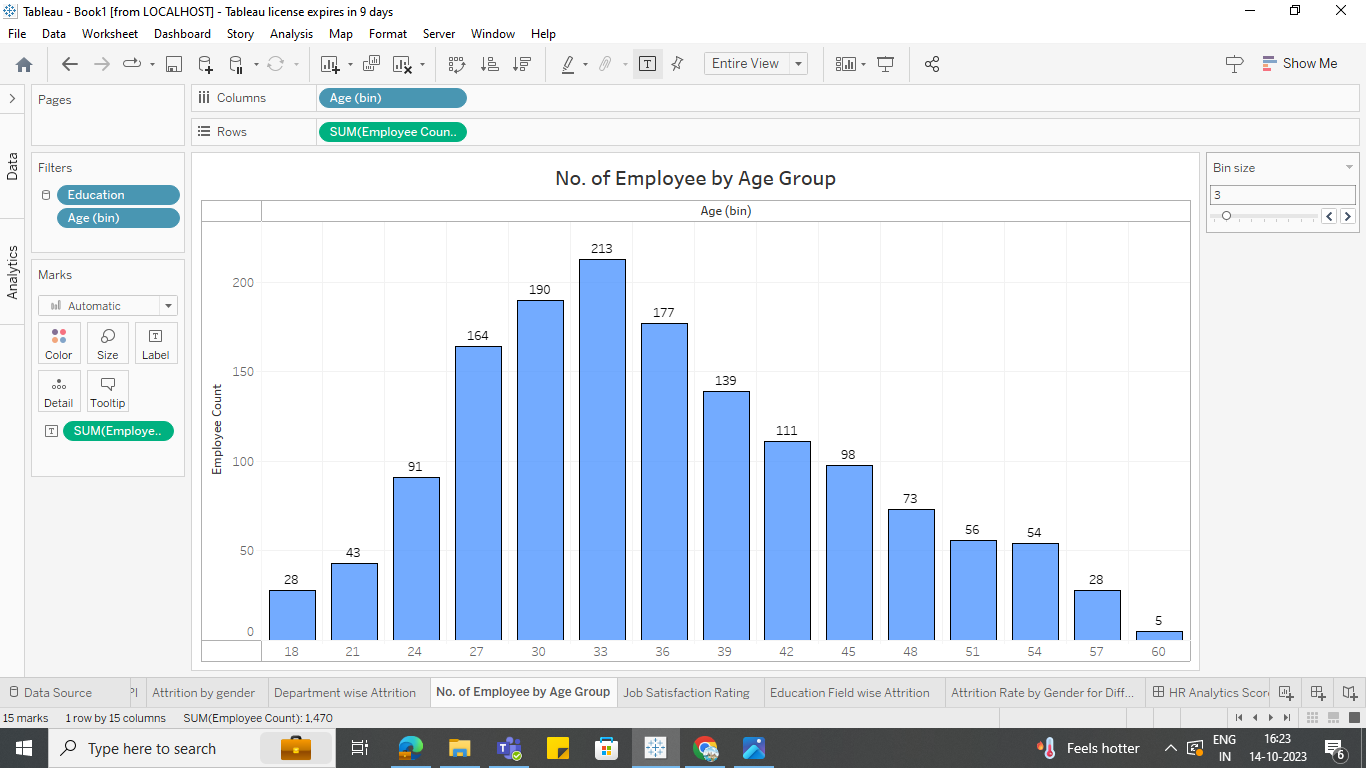 Tableau - Book1 [from LOCALHOST] - Tableau license expires in 9 days
File Data Worksheet Dashboard Story Analysis Map Format Server Window Help
Entire View
Show Me
Pages
Columns
Age (bin)
Rows
SUM(Employee Coun..
Data
Analytics
Filters
Education
Age (bin)
Marks
Automatic
Color Size Label
Detail Tooltip
SUM(Employe..
No. of Employee by Age Group
Age (bin)
Employee Count
200
150
100
50
0
28 43 91 164 190 213 177 139 111 98 73 56 54 28 5
18 21 24 27 30 33 36 39 42 45 48 51 54 57 60
Bin size
3
Data Source PI Attrition by gender Department wise Attrition No. of Employee by Age Group Job Satisfaction Rating Education Field wise Attrition Attrition Rate by Gender for Diff... HR Analytics Scor
15 marks 1 row by 15 columns SUM(Employee Count): 1.470
Type here to search
Feels hotter
ENG
IN
16:23
14-10-2023
6